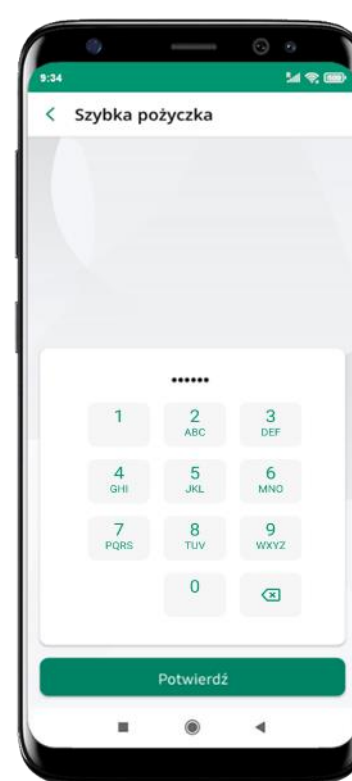 9:34
Szybka pożyczka
••••••
1 2 3
ABC DEF
4 5 6
GHI JKL MNO
7 8 9
PQRS TUV WXYZ
0
Potwierdź